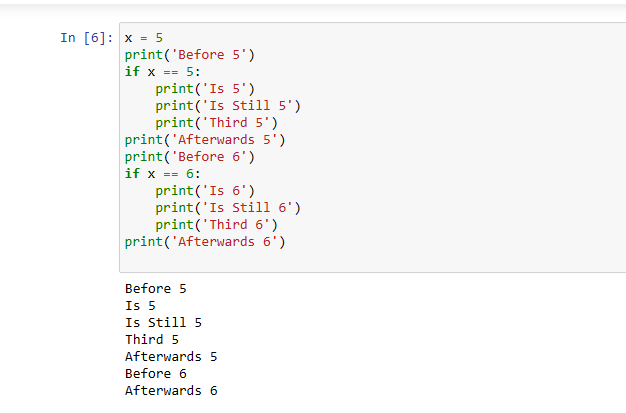 In [6]: x = 5
print('Before 5')
if x == 5:
    print('Is 5')
    print('Is Still 5')
    print('Third 5')
print('Afterwards 5')
print('Before 6')
if x == 6:
    print('Is 6')
    print('Is Still 6')
    print('Third 6')
print('Afterwards 6')
Before 5
Is 5
Is Still 5
Third 5
Afterwards 5
Before 6
Afterwards 6